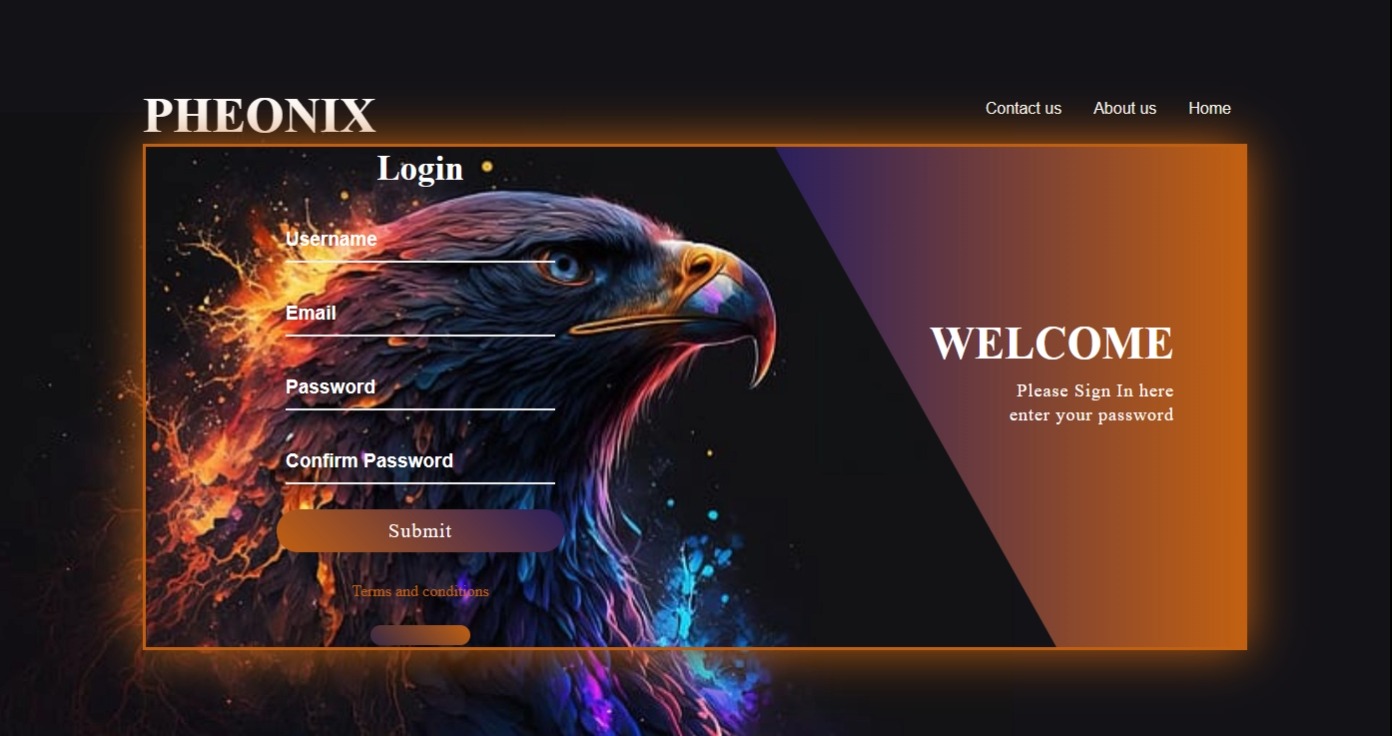 PHEONIX
Contact us
About us
Home
Login
Username
Email
Password
Confirm Password
Submit
Terms and conditions
WELCOME
Please Sign In here
enter your password